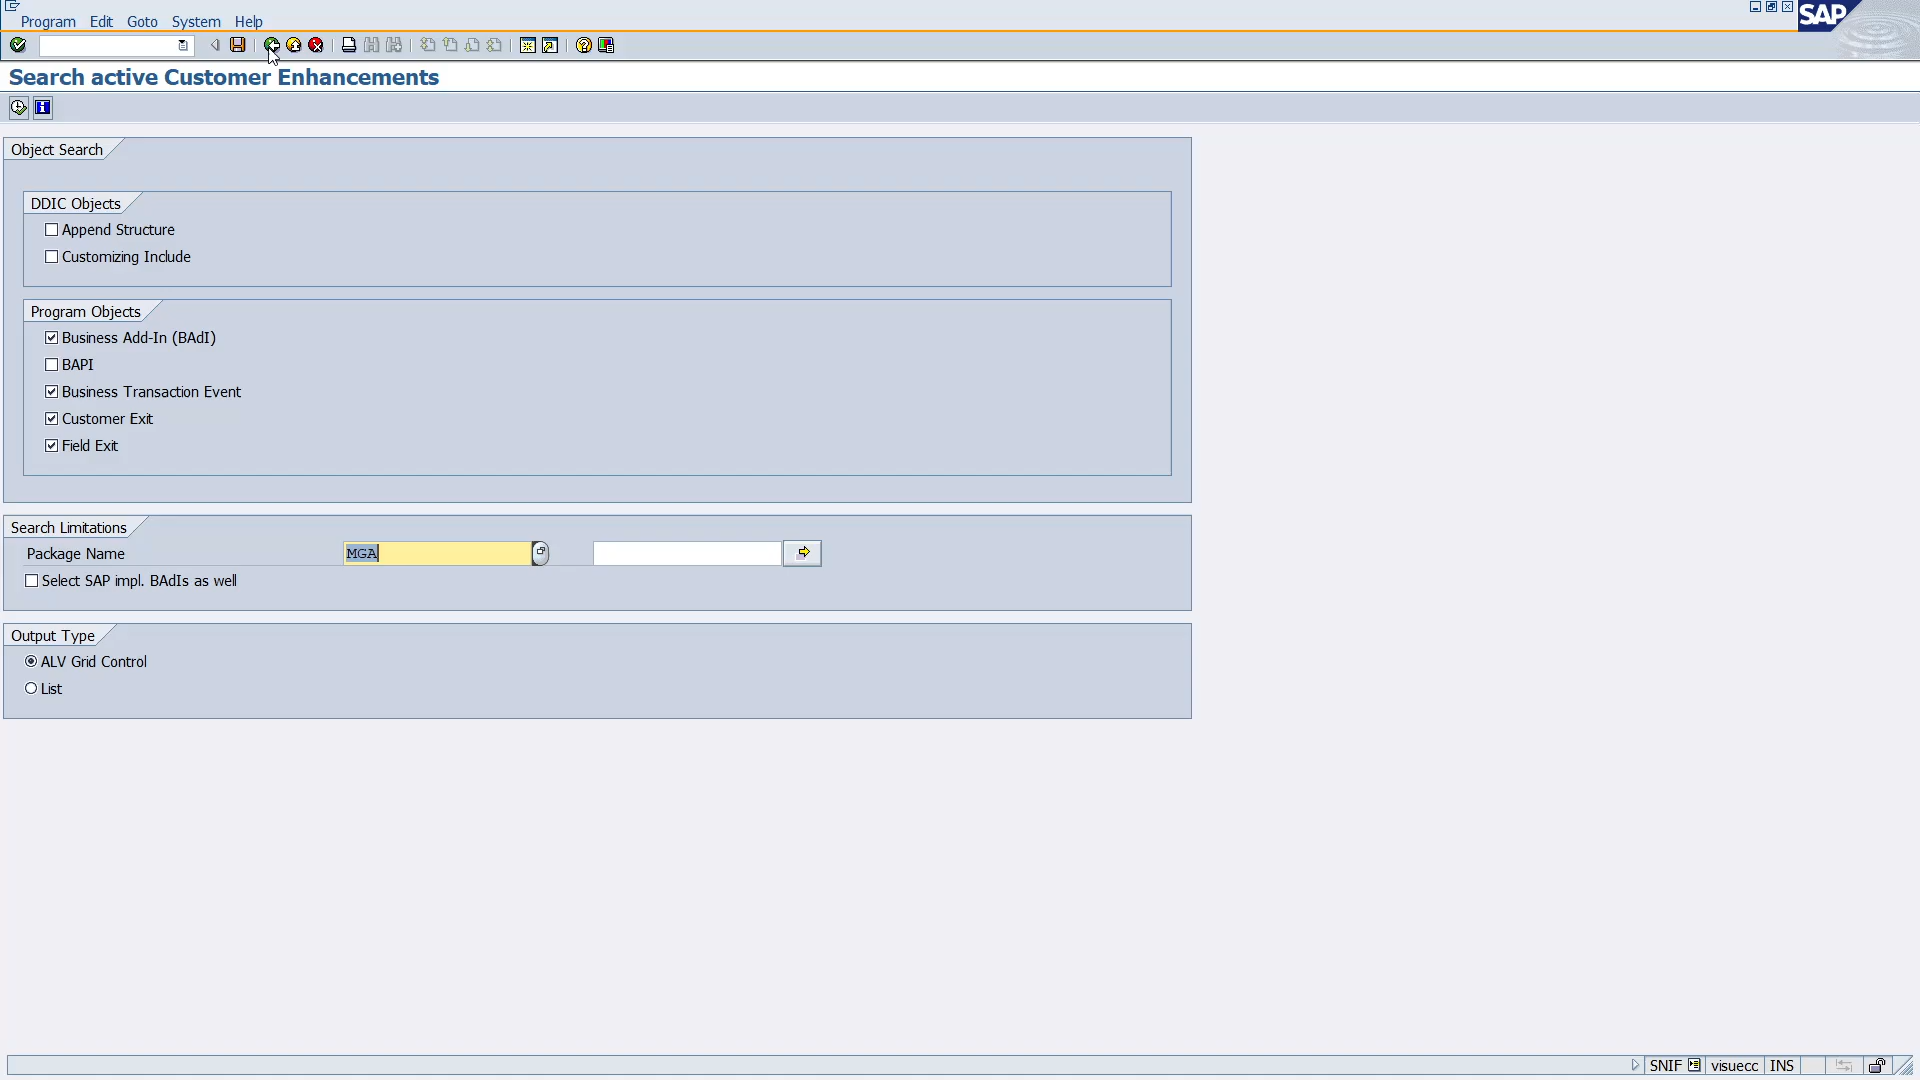 Program Edit Goto System Help
SAP
Search active Customer Enhancements
Object Search
DDIC Objects
Append Structure
Customizing Include
Program Objects
Business Add-In (BAdI)
BAPI
Business Transaction Event
Customer Exit
Field Exit
Search Limitations
Package Name MGA
Select SAP impl. BAdIs as well
Output Type
ALV Grid Control
List
SNIF visuecc INS